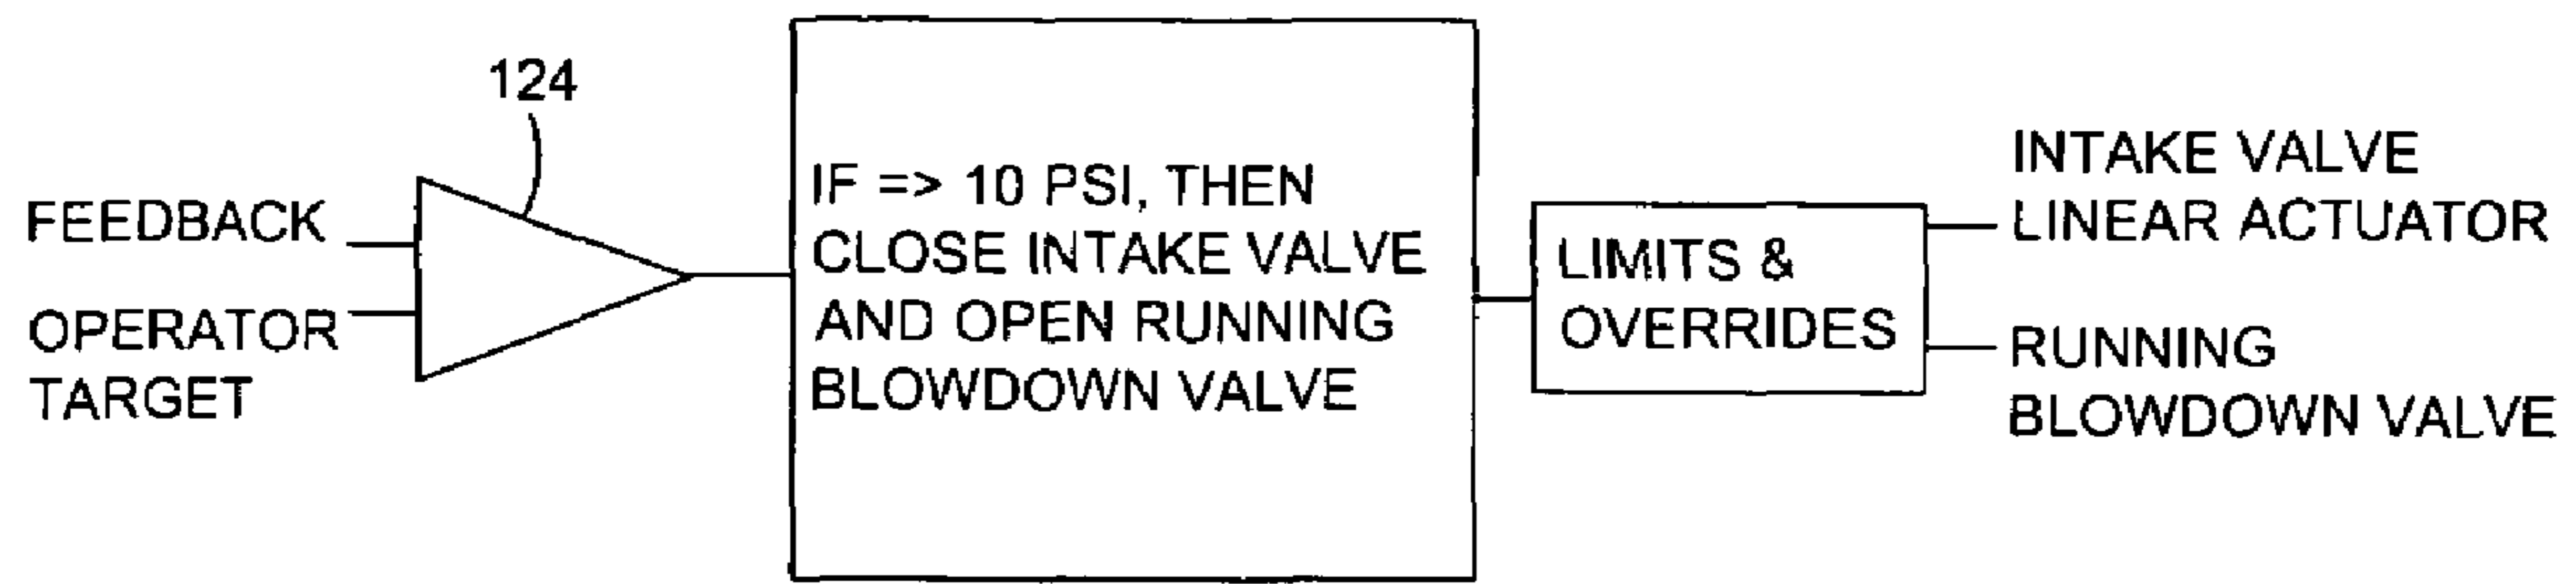 124
FEEDBACK
OPERATOR
TARGET
IF => 10 PSI, THEN
CLOSE INTAKE VALVE
AND OPEN RUNNING
BLOWDOWN VALVE
LIMITS &
OVERRIDES
INTAKE VALVE
LINEAR ACTUATOR
RUNNING
BLOWDOWN VALVE